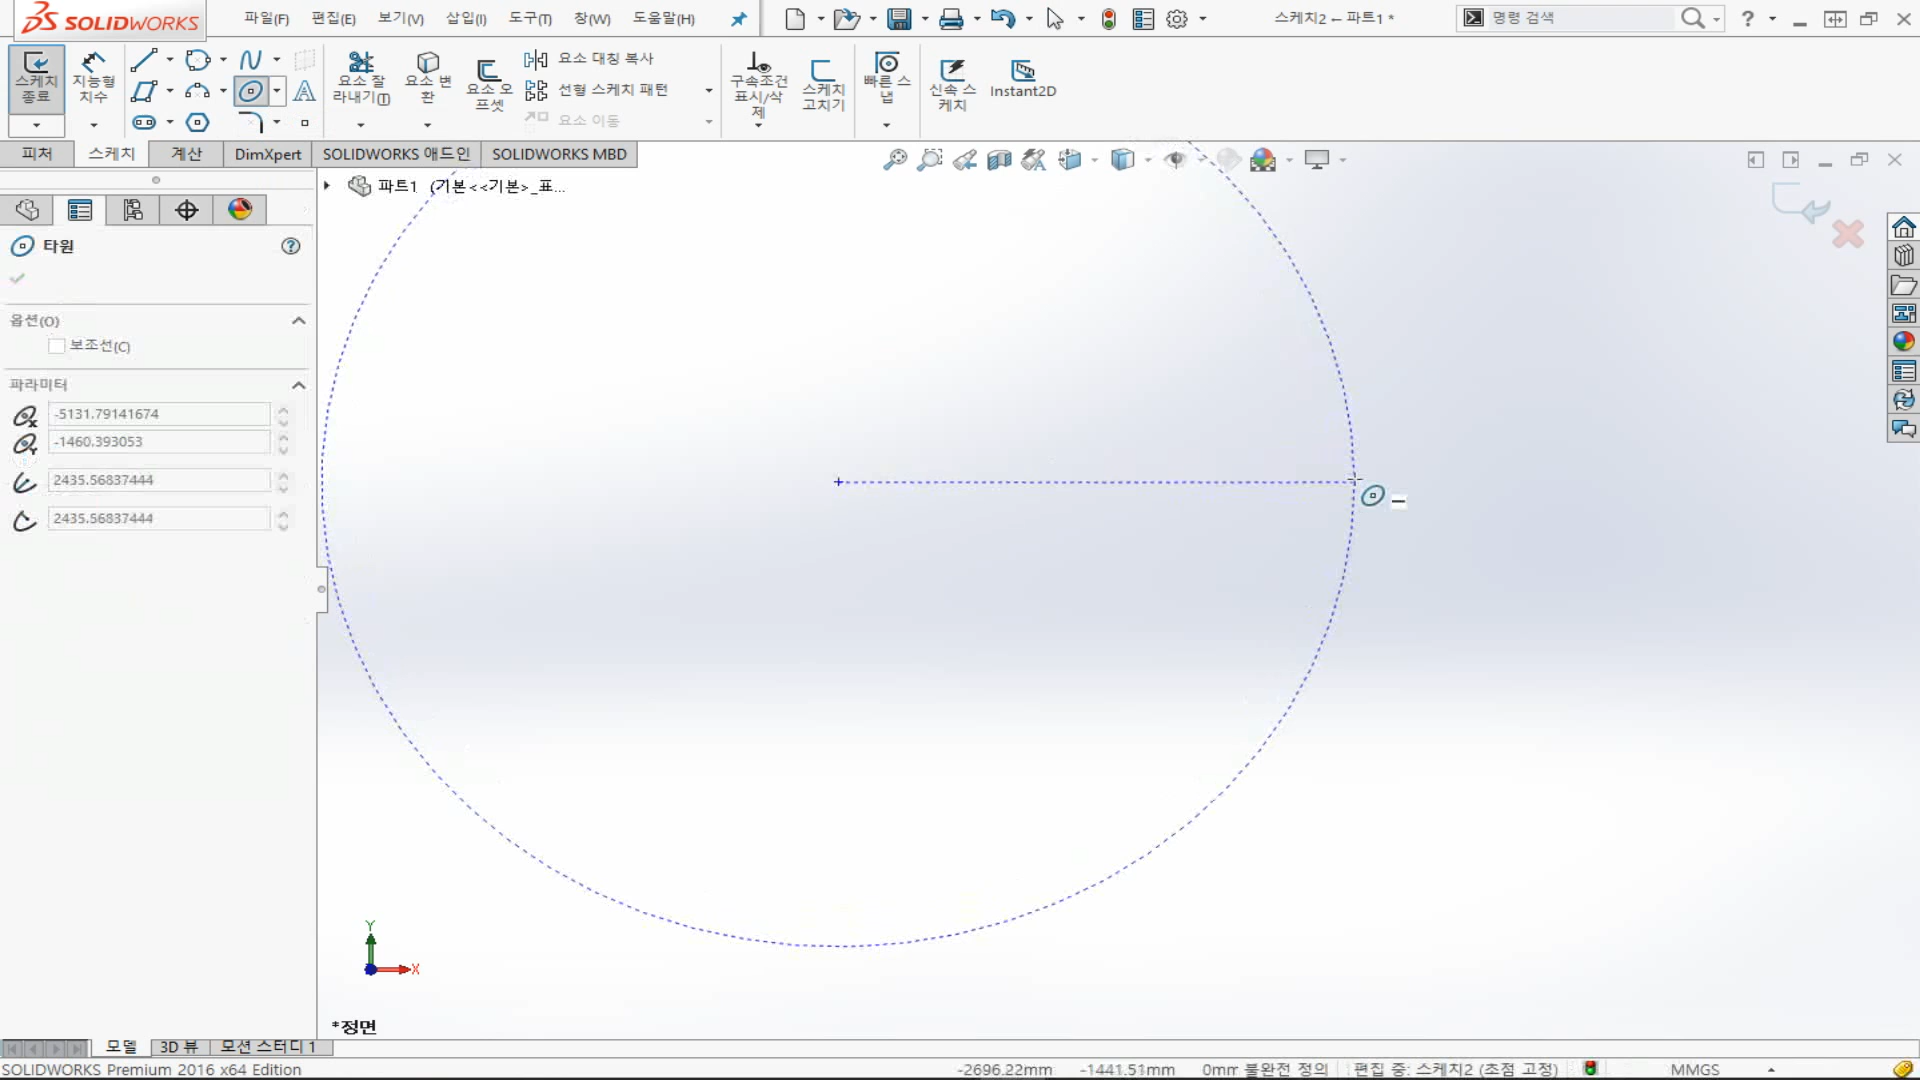 SOLIDWORKS
파일(F) 편집(E) 보기(V) 삽입(I) 도구(T) 창(W) 도움말(H)
스케치2 - 파트1 *
명령 검색
스케치 종료
지능형 치수
요소 잘라내기(T)
요소 변환
요소 오프셋
요소 대칭 복사
선형 스케치 패턴
요소 이동
구속조건 표시/삭제
스케치 고치기
빠른 스냅
신속 스케치
Instant2D
피처 스케치 계산 DimXpert SOLIDWORKS 애드인 SOLIDWORKS MBD
파트1 (기본<<기본>_표...
타원
옵션(O)
보조선(C)
파라미터
-5131.79141674
-1460.393053
2435.56837444
2435.56837444
Y
X
*정면
모델 3D 뷰 모션 스터디 1
SOLIDWORKS Premium 2016 x64 Edition
-2696.22mm -1441.51mm 0mm 불완전 정의 편집 중: 스케치2 (초점 고정) MMGS